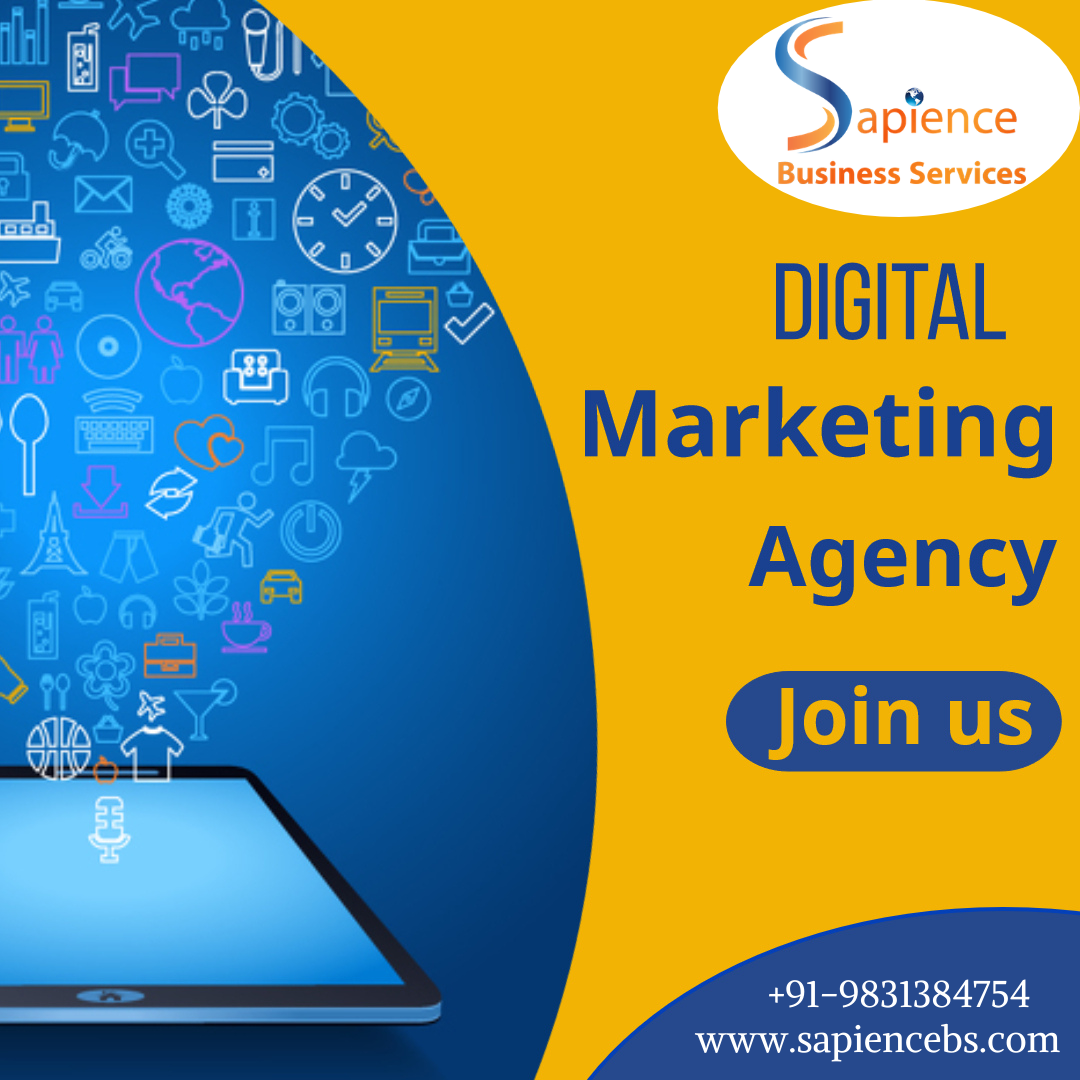 Sapience
Business Services
DIGITAL
Marketing
Agency
Join us
+91-9831384754
www.sapiencebs.com